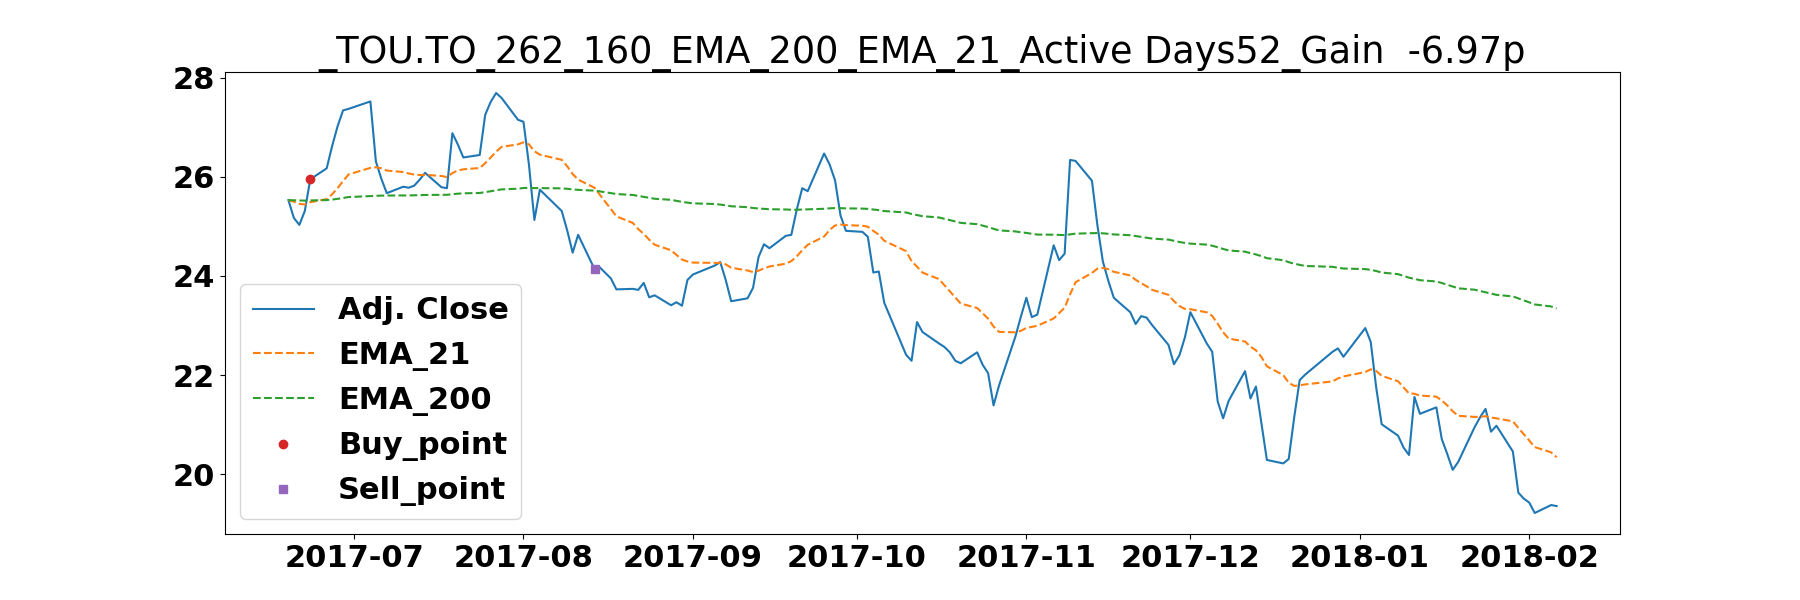 _TOU.TO_262_160_EMA_200_EMA_21_Active Days52_Gain  -6.97p
28
26
24
22
20
Adj. Close
EMA_21
EMA_200
Buy_point
Sell_point
2017-07 2017-08 2017-09 2017-10 2017-11 2017-12 2018-01 2018-02